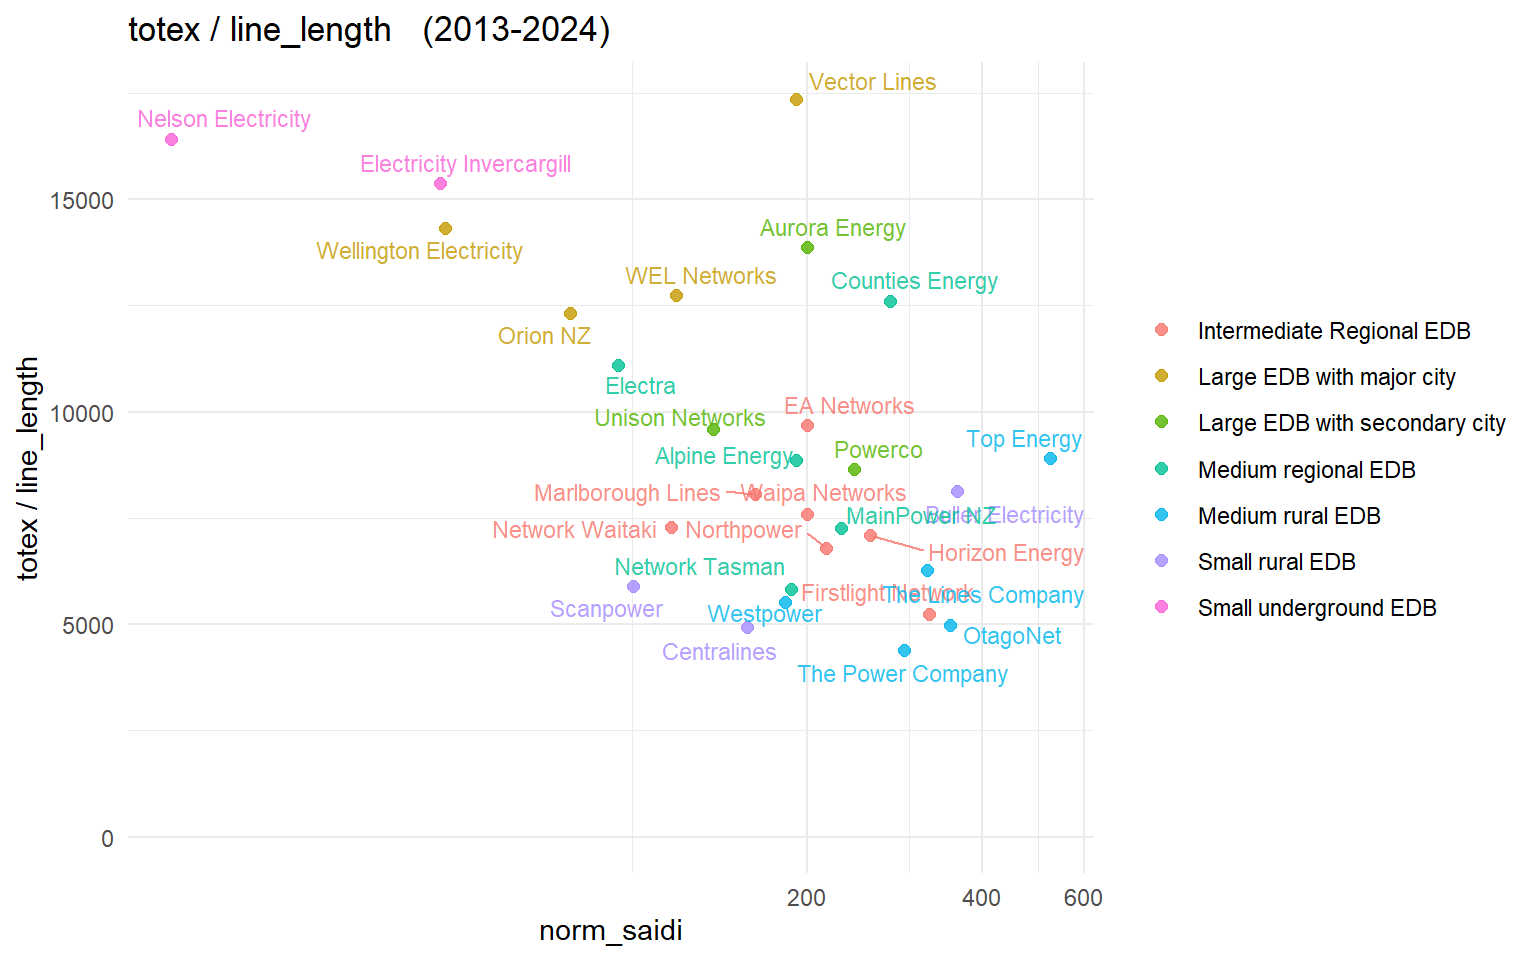 totex / line_length (2013-2024)
Vector Lines
Nelson Electricity
Electricity Invercargill
15000
Aurora Energy
Wellington Electricity
WEL Networks
Counties Energy
Orion NZ
Intermediate Regional EDB
Large EDB with major city
Electra
EA Networks
10000
Unison Networks
Large EDB with secondary city
Top Energy
Powerco
Alpine Energy
Medium regional EDB
Marlborough Lines
Waipa Networks
MainPower NZ
Buller Electricity
Medium rural EDB
Network Waitaki
Northpower
Horizon Energy
Small rural EDB
Network Tasman
Firstlight Network
The Lines Company
Scanpower
Westpower
Small underground EDB
5000
OtagoNet
Centralines
The Power Company
0
200
400
600
norm_saidi
totex / line_length